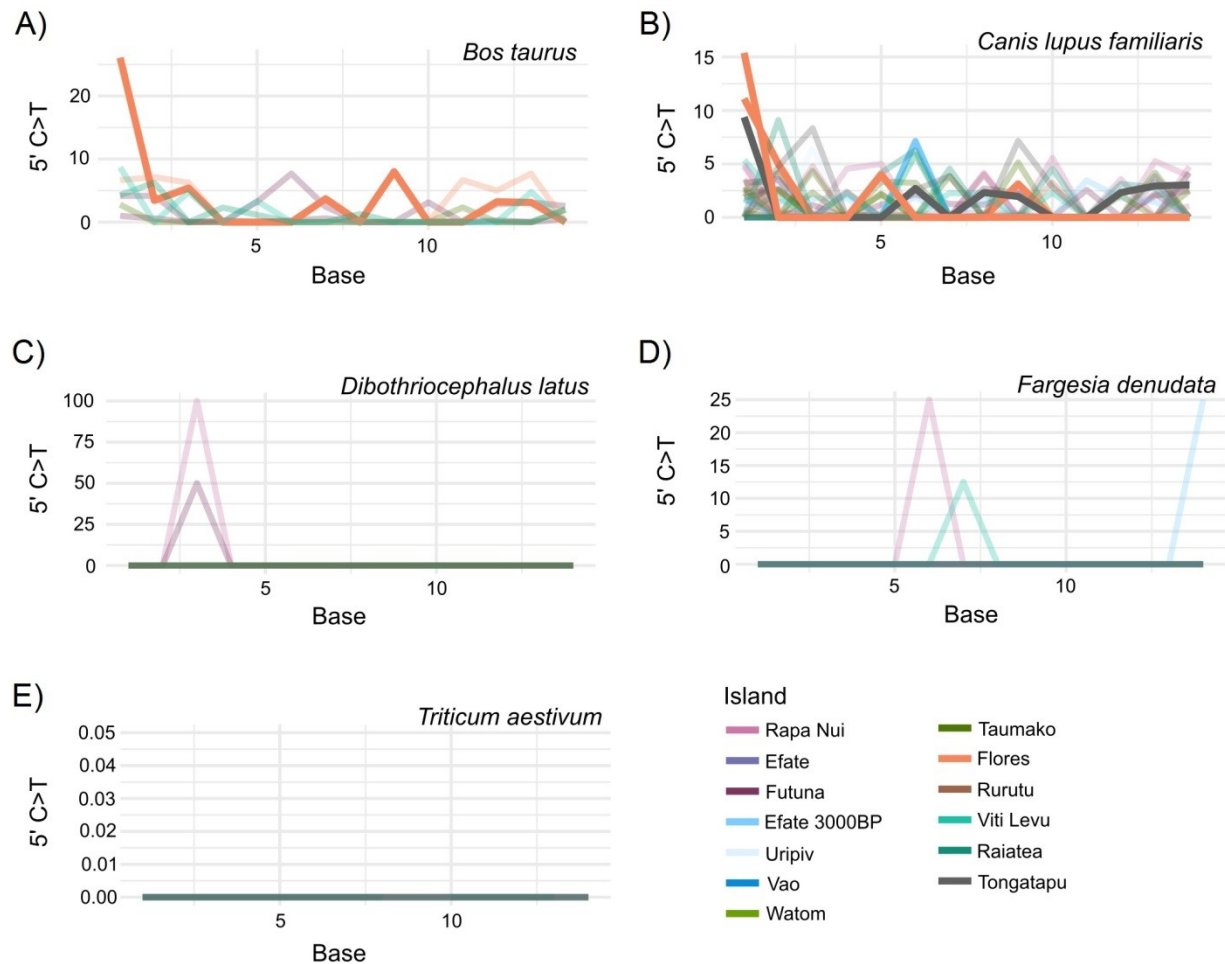 A)
Bos taurus
20
10
0
5' C>T
5
10
Base
B)
Canis lupus familiaris
15
10
5
0
5' C>T
5
10
Base
C)
Dibothriocephalus latus
100
75
50
25
0
5' C>T
5
10
Base
D)
Fargesia denudata
25
20
15
10
5
0
5' C>T
5
10
Base
E)
Triticum aestivum
0.05
0.04
0.03
0.02
0.01
0.00
5' C>T
5
10
Base
Island
Rapa Nui
Efate
Futuna
Efate 3000BP
Uripiv
Vao
Watom
Taumako
Flores
Rurutu
Viti Levu
Raiatea
Tongatapu